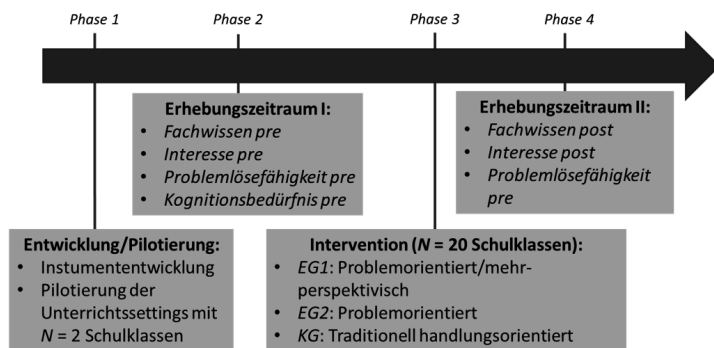 Phase 1
Phase 2
Phase 3
Phase 4
Erhebungszeitraum I:
• Fachwissen pre
• Interesse pre
• Problemlösefähigkeit pre
• Kognitionsbedürfnis pre
Erhebungszeitraum II:
• Fachwissen post
• Interesse post
• Problemlösefähigkeit
pre
Entwicklung/Pilotierung:
• Instumententwicklung
• Pilotierung der
Unterrichtssettings mit
N = 2 Schulklassen
Intervention (N = 20 Schulklassen):
• EG1: Problemorientiert/mehr-
perspektivisch
• EG2: Problemorientiert
• KG: Traditionell handlungsorientiert